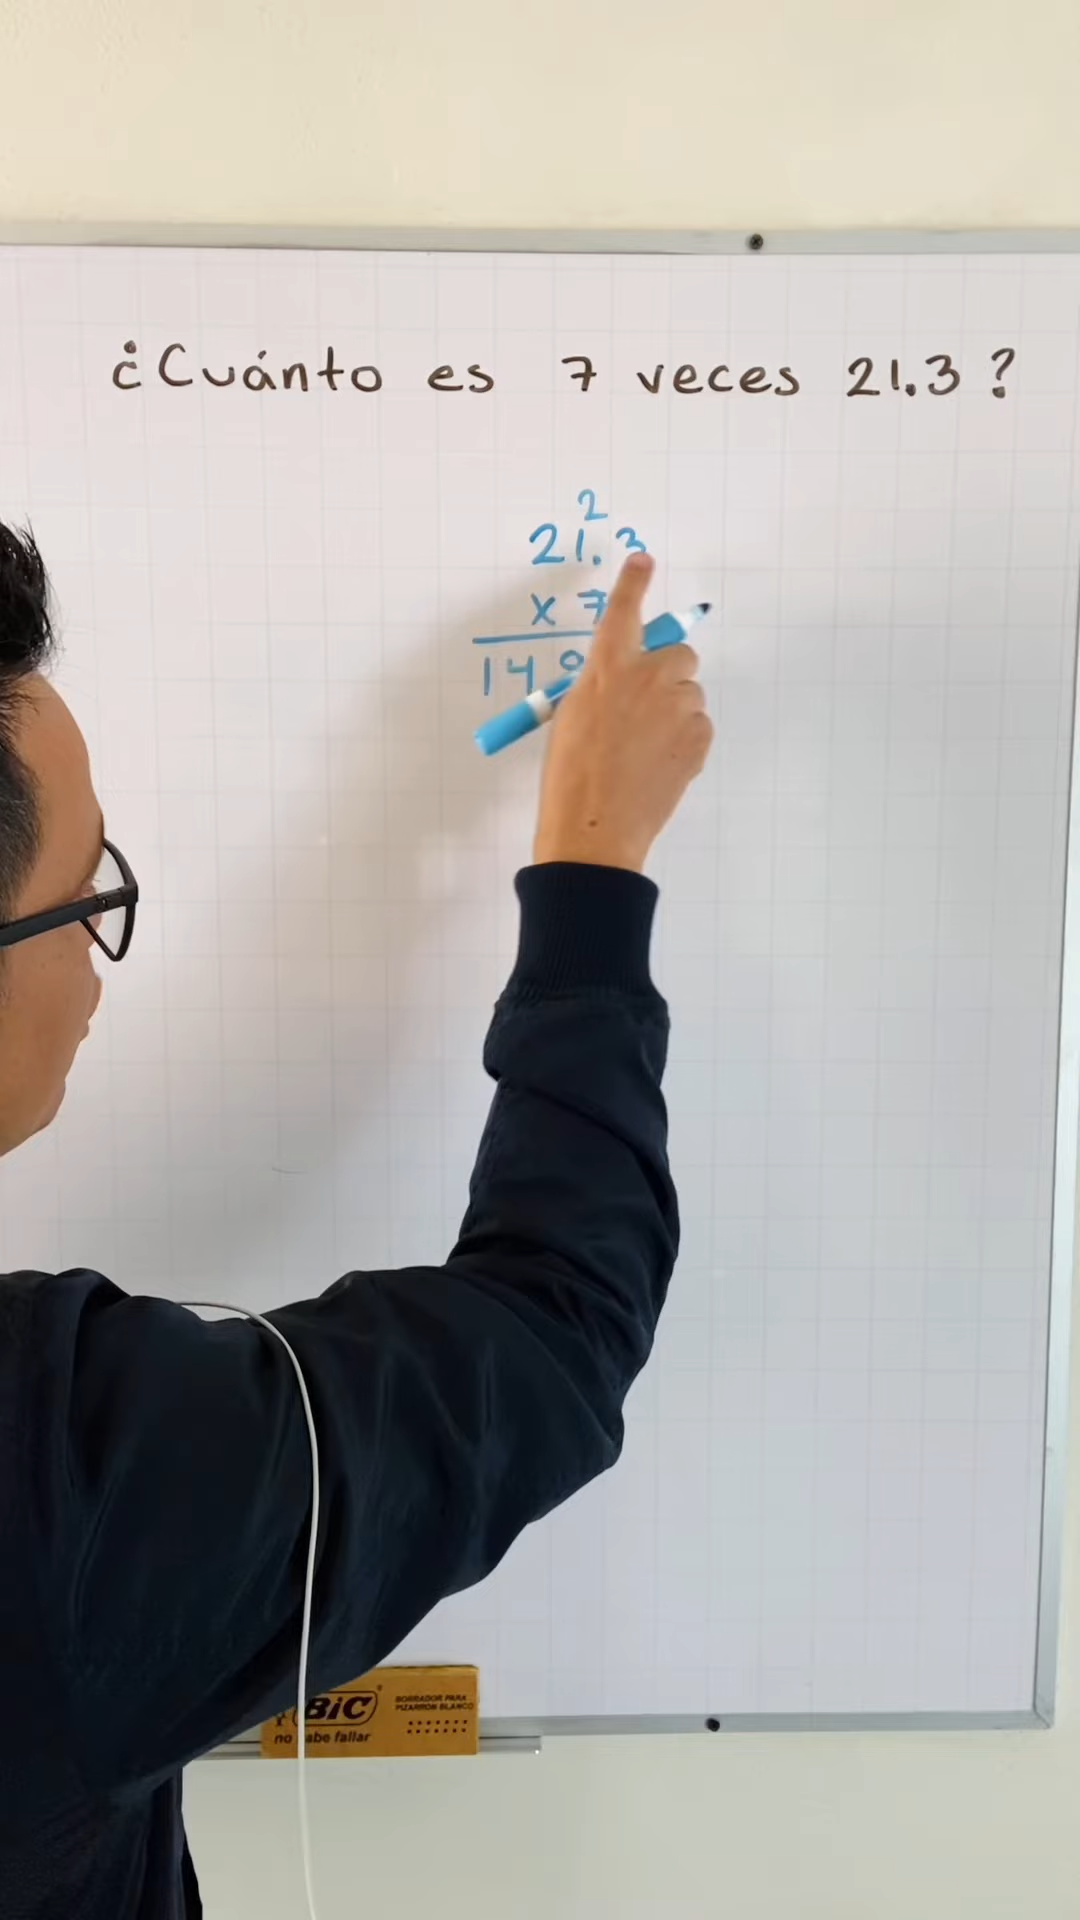 ¿Cuánto es 7 veces 21.3?
2
21.3
x 7
149
BIC
BORRADOR PARA
PIZARRÓN BLANCO
no sabe fallar